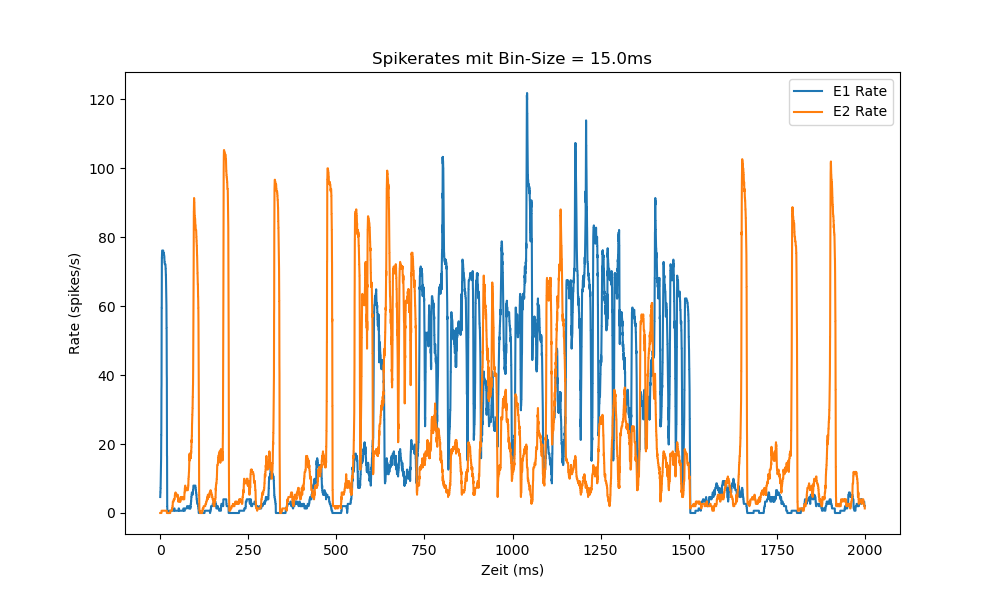 Spikerates mit Bin-Size = 15.0ms
E1 Rate
E2 Rate
Rate (spikes/s)
120
100
80
60
40
20
0
0 250 500 750 1000 1250 1500 1750 2000
Zeit (ms)